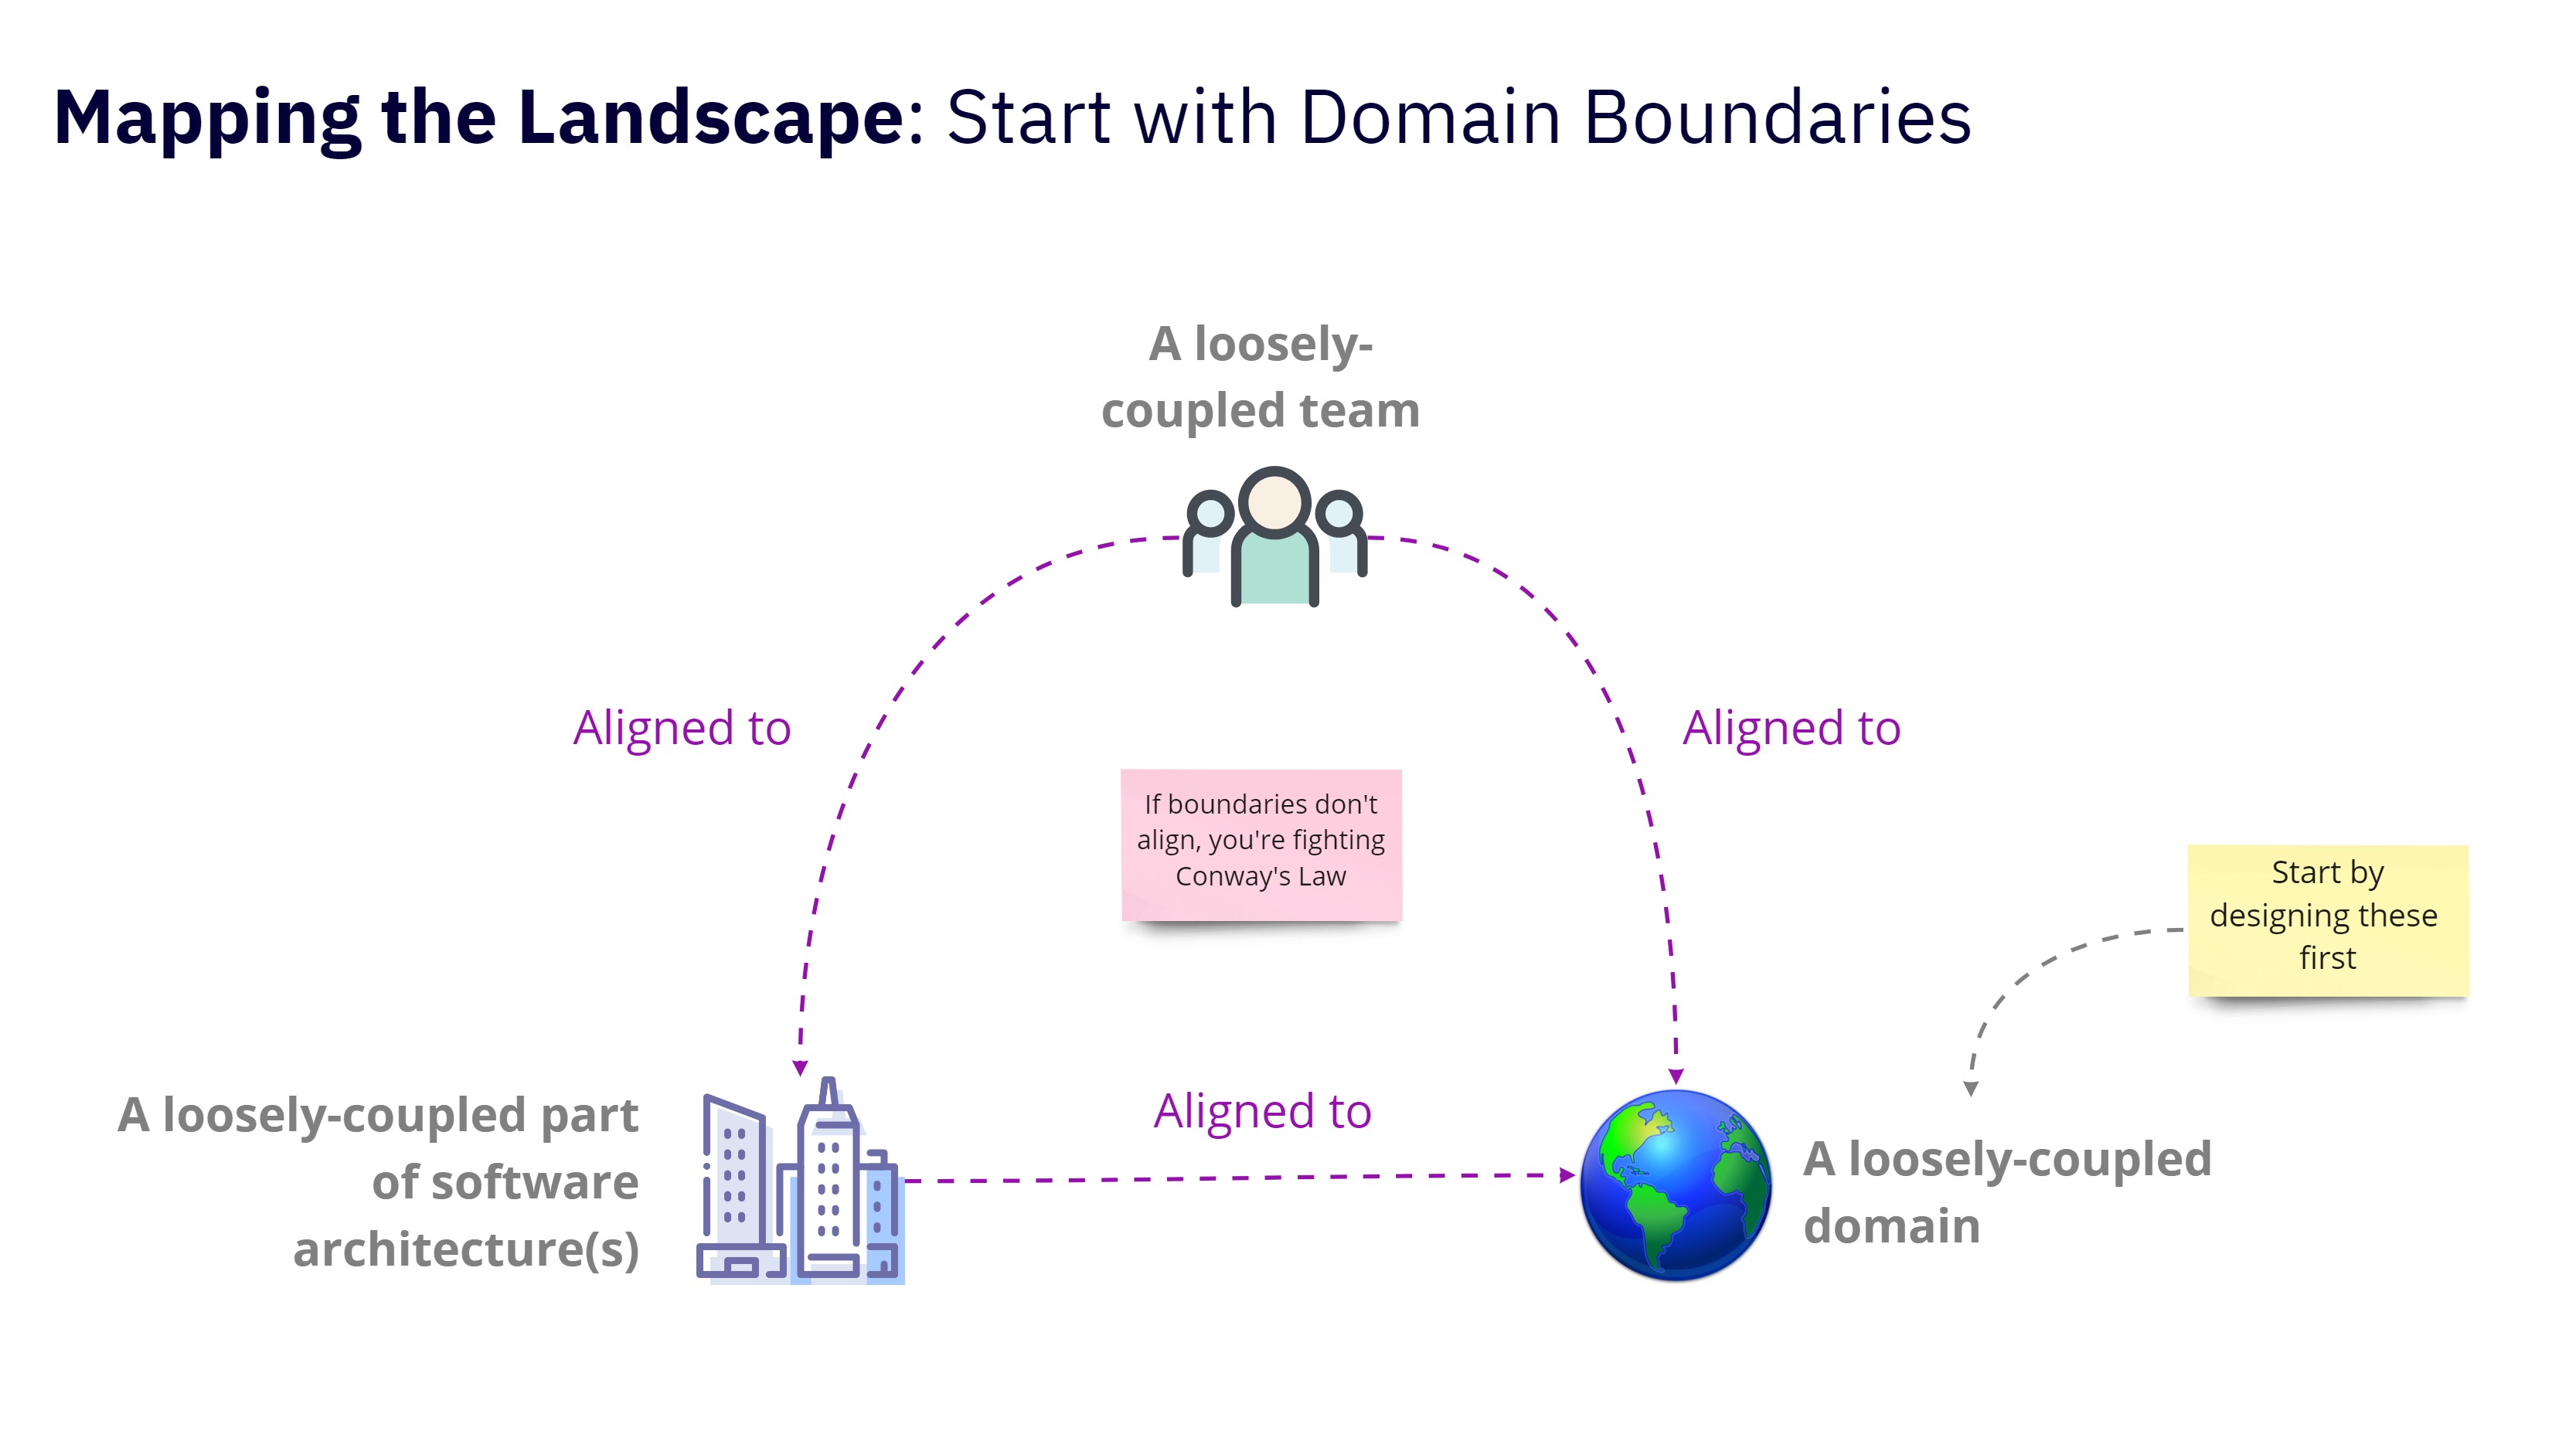 Mapping the Landscape: Start with Domain Boundaries
A loosely-
coupled team
Aligned to
Aligned to
If boundaries don't
align, you're fighting
Conway's Law
Start by
designing these
first
A loosely-coupled part
of software
architecture(s)
Aligned to
A loosely-coupled
domain